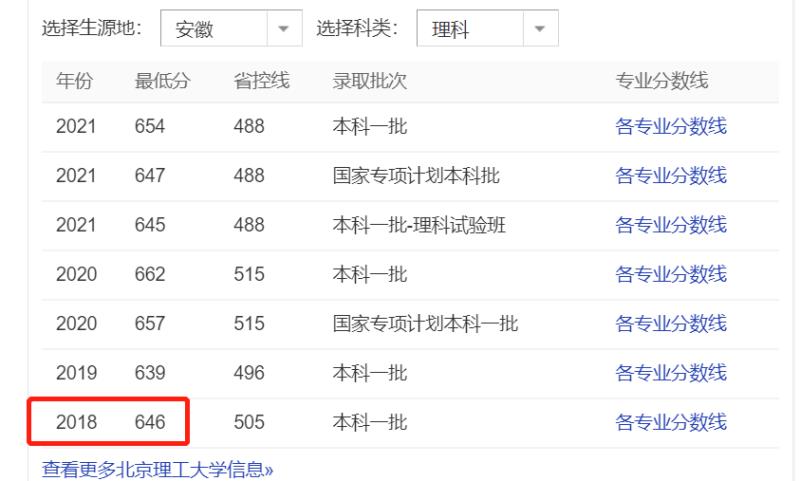 选择生源地： 安徽 选择科类： 理科
年份 最低分 省控线 录取批次 专业分数线
2021 654 488 本科一批 各专业分数线
2021 647 488 国家专项计划本科批 各专业分数线
2021 645 488 本科一批-理科试验班 各专业分数线
2020 662 515 本科一批 各专业分数线
2020 657 515 国家专项计划本科一批 各专业分数线
2019 639 496 本科一批 各专业分数线
2018 646 505 本科一批 各专业分数线
查看更多北京理工大学信息»